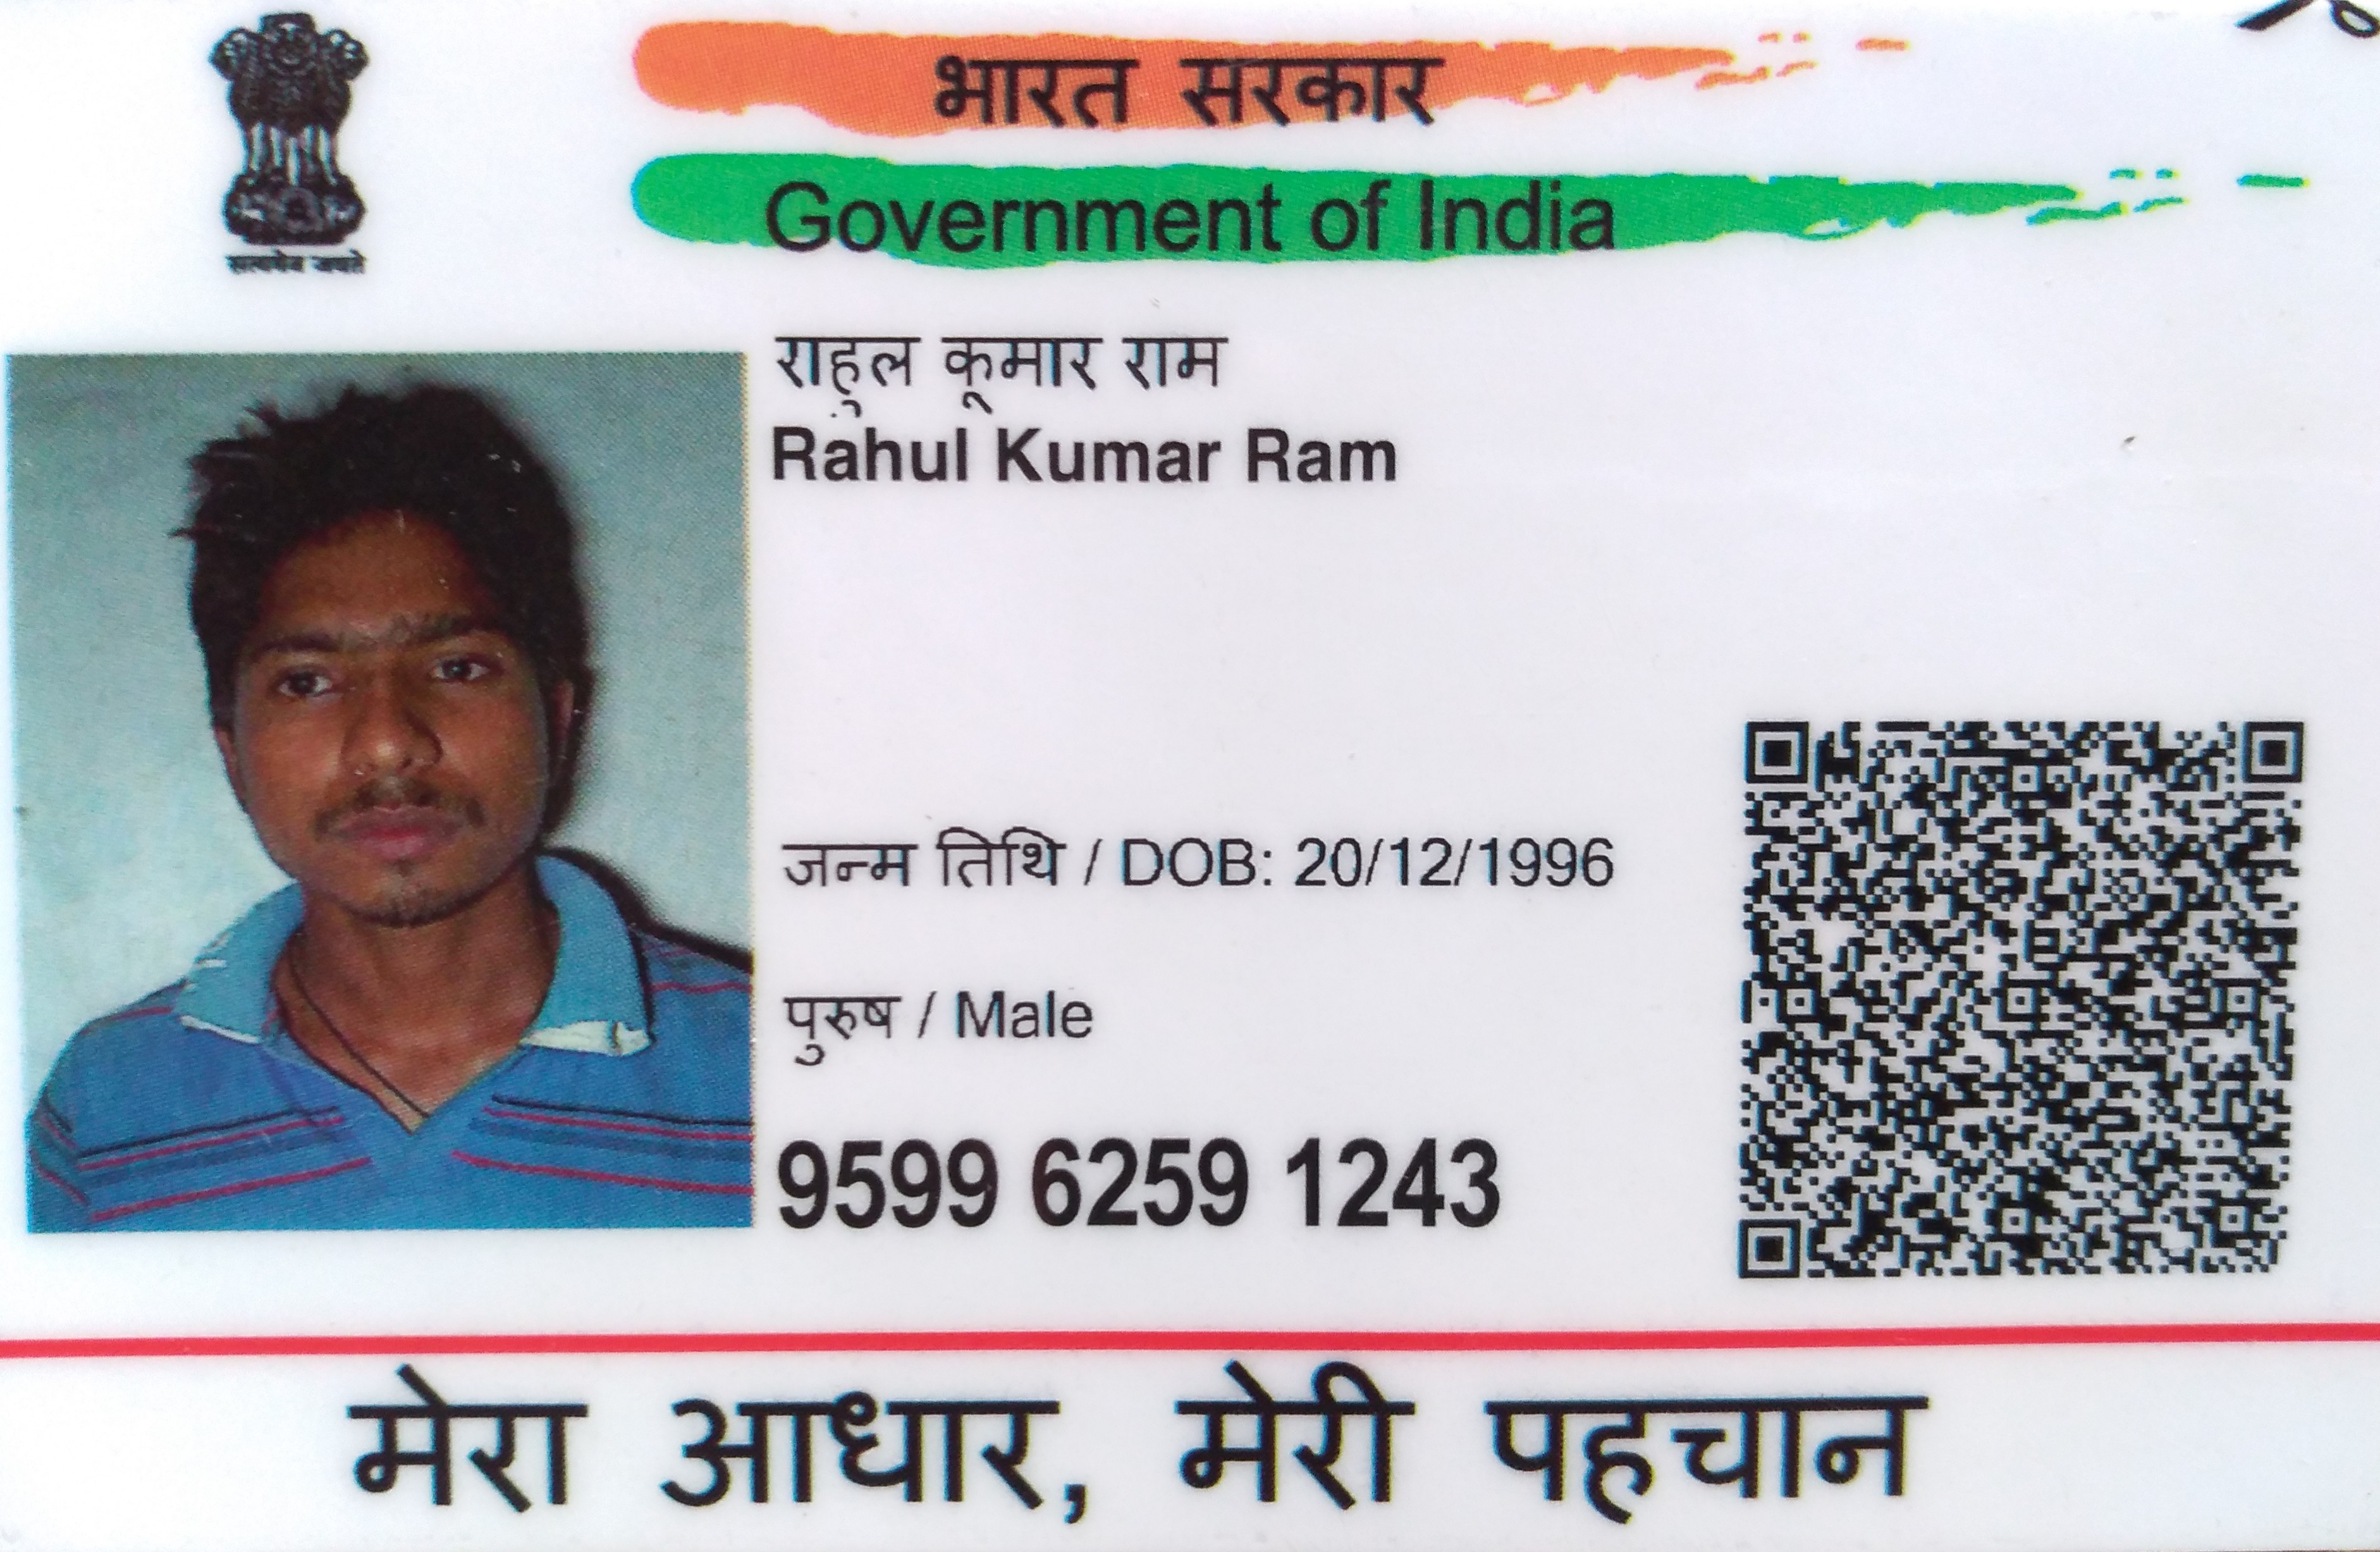 सत्यमेव जयते
भारत सरकार
Government of India
राहुल कूमार राम
Rahul Kumar Ram
जन्म तिथि / DOB: 20/12/1996
पुरुष / Male
9599 6259 1243
मेरा आधार, मेरी पहचान